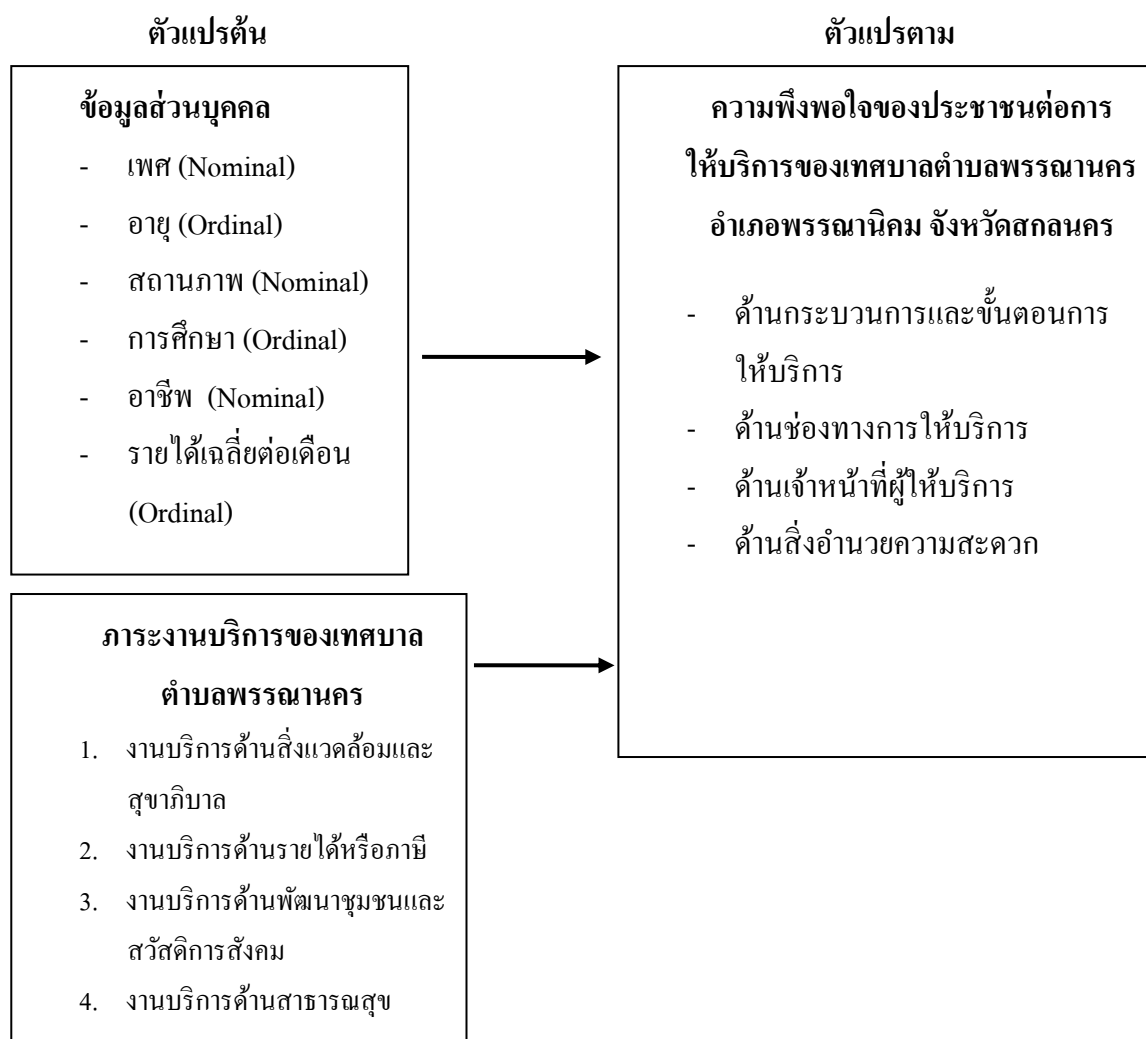 ตัวแปรต้น
ข้อมูลส่วนบุคคล
- เพศ (Nominal)
- อายุ (Ordinal)
- สถานภาพ (Nominal)
- การศึกษา (Ordinal)
- อาชีพ (Nominal)
- รายได้เฉลี่ยต่อเดือน
(Ordinal)
ภาระงานบริการของเทศบาล
ตำบลพรรณานคร
1. งานบริการด้านสิ่งแวดล้อมและ
สุขาภิบาล
2. งานบริการด้านรายได้หรือภาษี
3. งานบริการด้านพัฒนาชุมชนและ
สวัสดิการสังคม
4. งานบริการด้านสาธารณสุข
ตัวแปรตาม
ความพึงพอใจของประชาชนต่อการ
ให้บริการของเทศบาลตำบลพรรณานคร
อำเภอพรรณานิคม จังหวัดสกลนคร
- ด้านกระบวนการและขั้นตอนการ
ให้บริการ
- ด้านช่องทางการให้บริการ
- ด้านเจ้าหน้าที่ผู้ให้บริการ
- ด้านสิ่งอำนวยความสะดวก